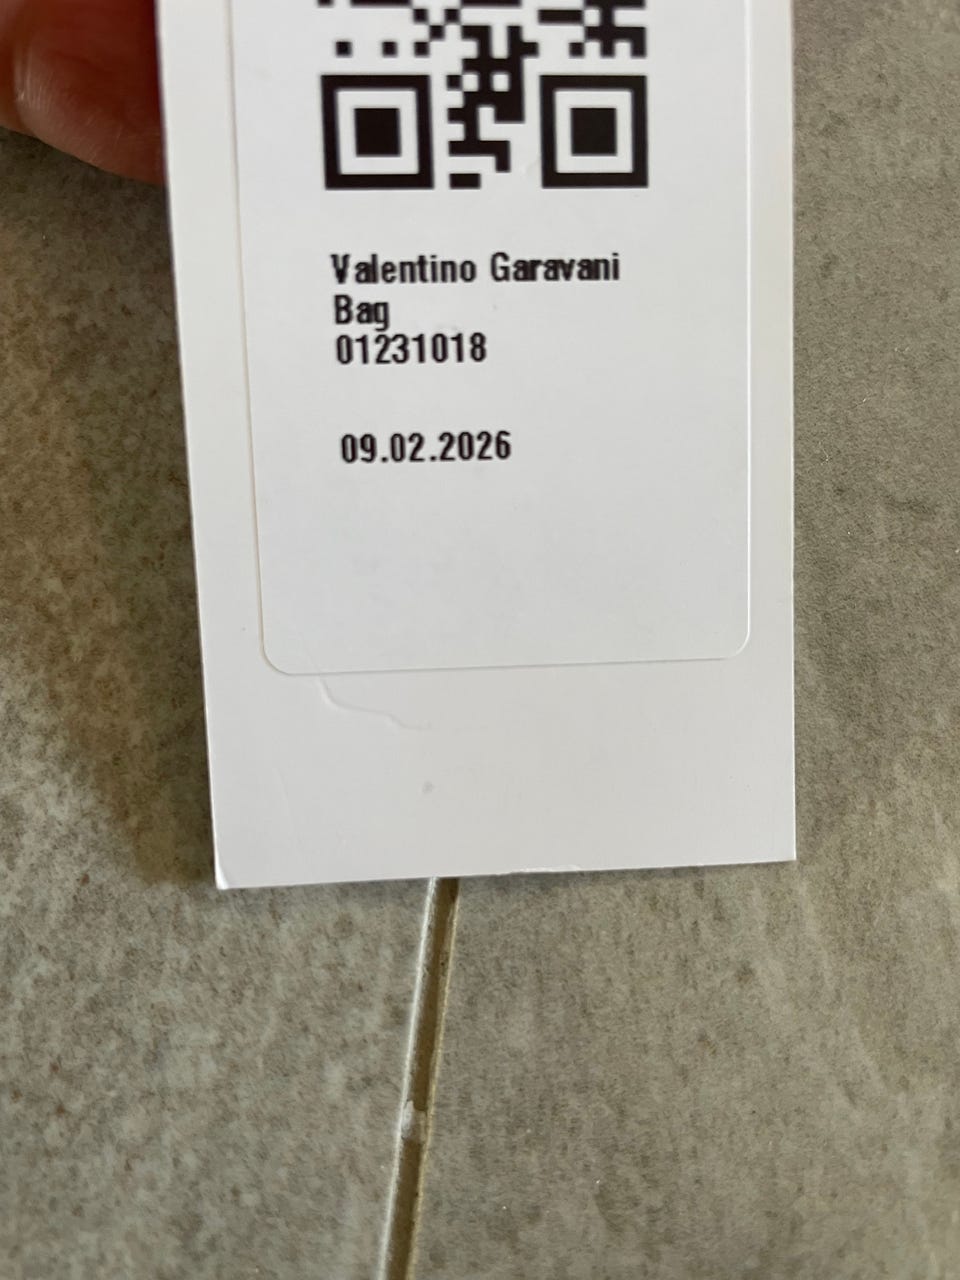 Valentino Garavani
Bag
01231018
09.02.2026